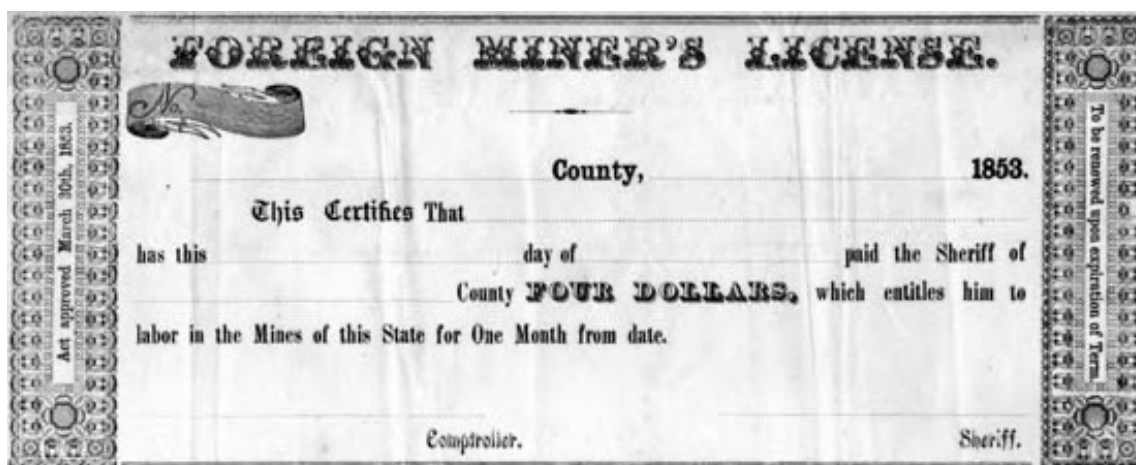 FOREIGN MINER'S LICENSE.
No.
County, 1853.
This Certifies That
has this day of paid the Sheriff of
County FOUR DOLLARS, which entitles him to
labor in the Mines of this State for One Month from date.
Comptroller. Sheriff.
Act approved March 30th, 1853.
To be renewed upon expiration of Term.